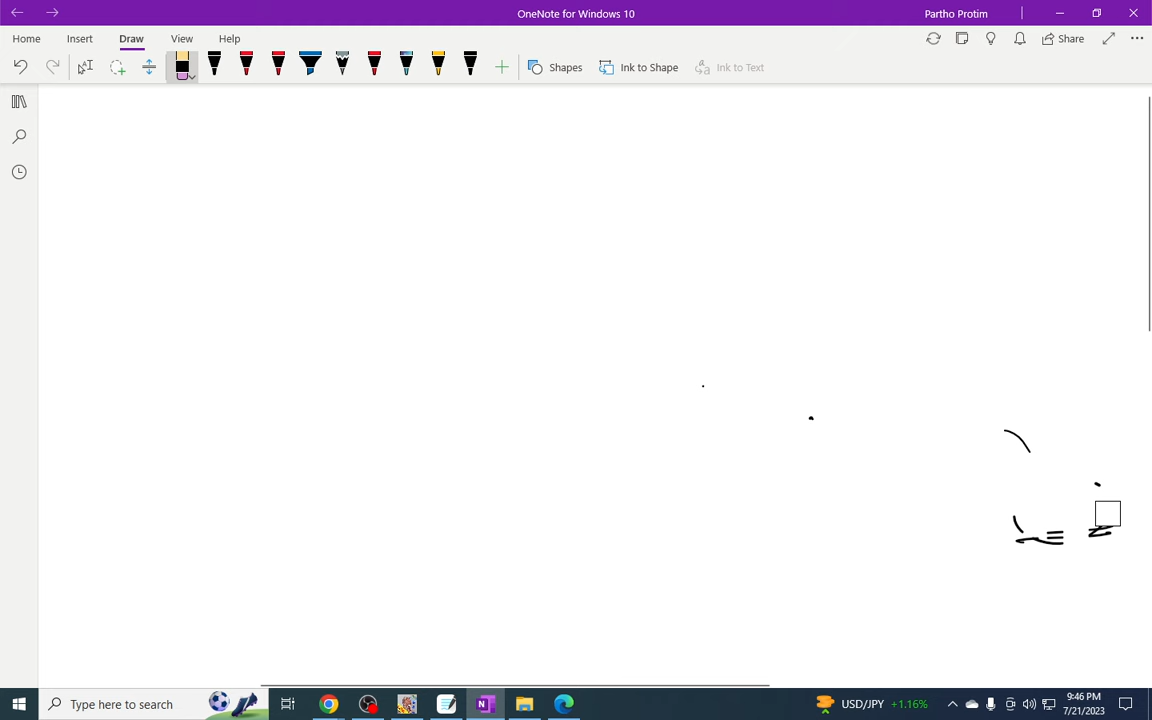 OneNote for Windows 10
Partho Protim
Home
Insert
Draw
View
Help
Share
Shapes
Ink to Shape
Ink to Text
Type here to search
USD/JPY +1.16%
9:46 PM
7/21/2023